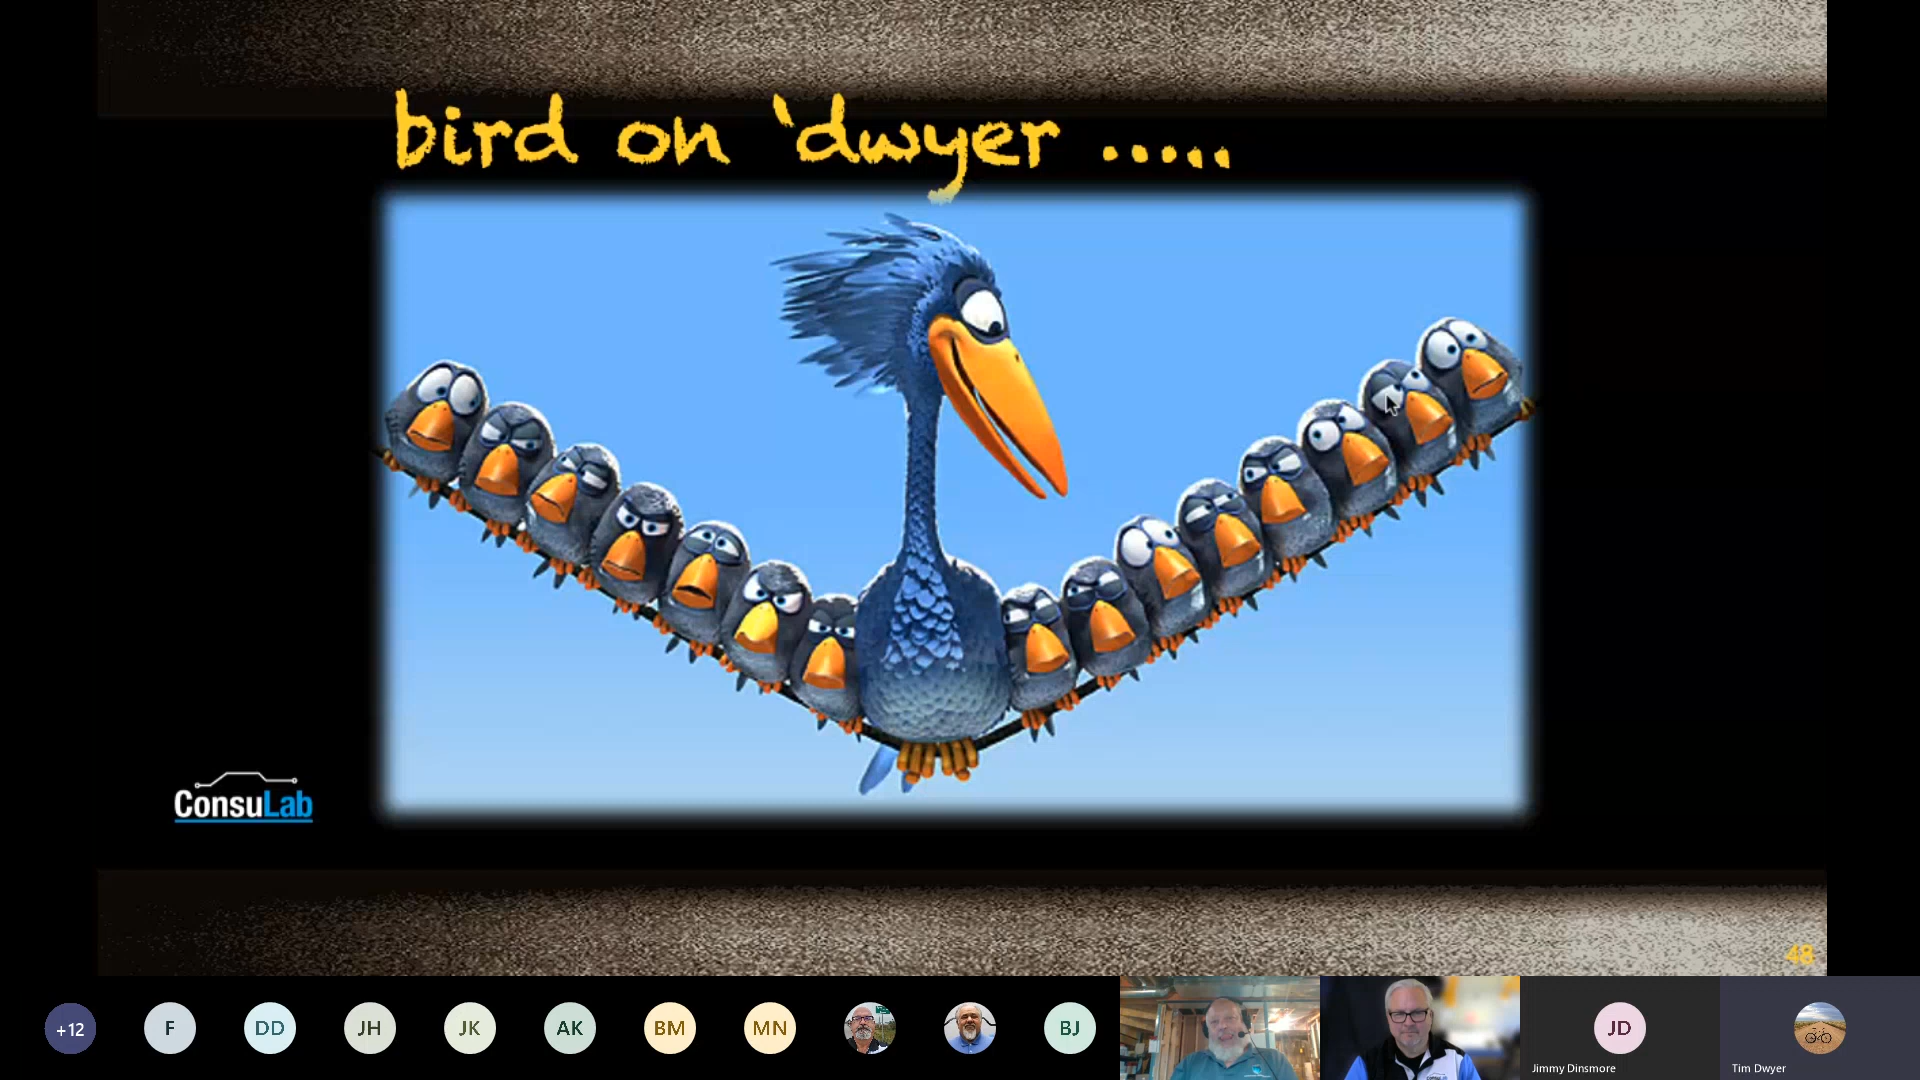 bird on 'dwyer .....
ConsuLab
48
+12
F
DD
JH
JK
AK
BM
MN
BJ
JD
Jimmy Dinsmore
Tim Dwyer